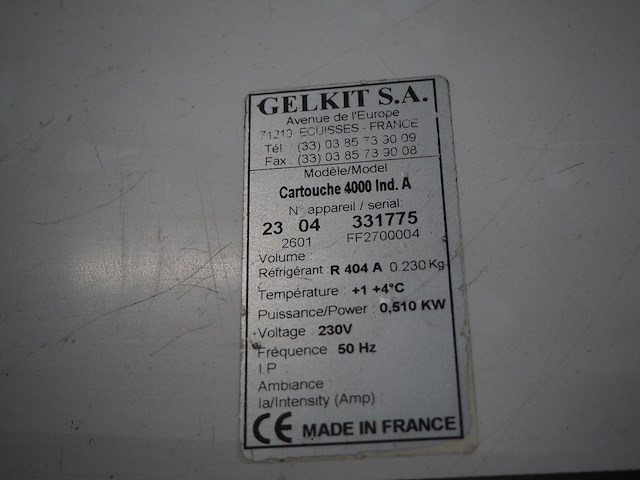 GELKIT S.A.
Avenue de l'Europe
71210 ECUISSES - FRANCE
Tél. (33) 03 85 73 90 09
Fax. (33) 03 85 73 90 08
Modèle/Model
Cartouche 4000 Ind. A
N° appareil / serial:
23 04 331775
2601 FF2700004
Volume
Réfrigérant R 404 A 0.230 Kg
Température : +1 +4°C
Puissance/Power : 0,510 KW
Voltage : 230V
Fréquence 50 Hz
I.P
Ambiance
Ia/Intensity (Amp)
CE MADE IN FRANCE